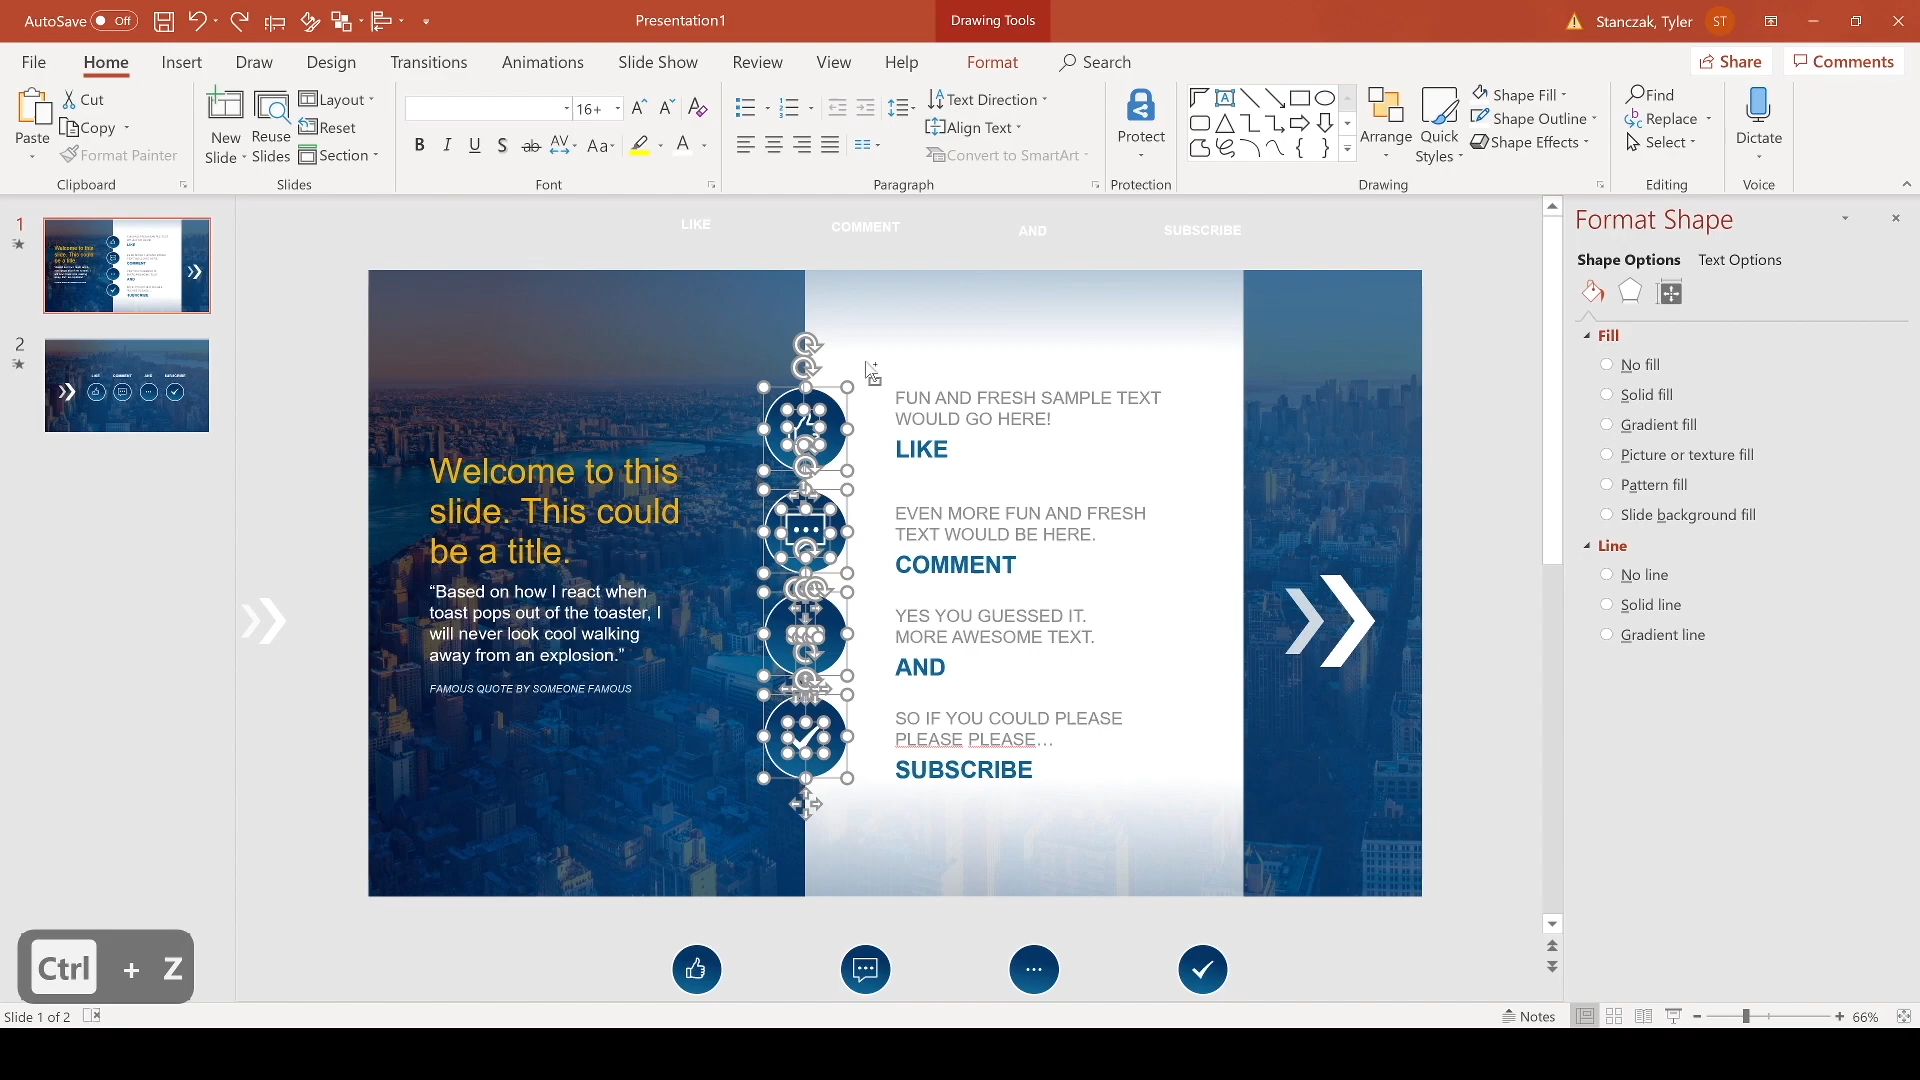 AutoSave Off
Presentation1
Drawing Tools
Stanczak, Tyler ST
File Home Insert Draw Design Transitions Animations Slide Show Review View Help Format Search
Share Comments
Paste
Cut
Copy
Format Painter
Clipboard
New
Slide
Reuse
Slides
Layout
Reset
Section
Slides
16+
B I U S ab AV Aa A
Font
Text Direction
Align Text
Convert to SmartArt
Paragraph
Protect
Protection
Arrange
Quick
Styles
Shape Fill
Shape Outline
Shape Effects
Drawing
Find
Replace
Select
Editing
Dictate
Voice
1
2
LIKE COMMENT AND SUBSCRIBE
Welcome to this
slide. This could
be a title.
“Based on how I react when
toast pops out of the toaster, I
will never look cool walking
away from an explosion.”
FAMOUS QUOTE BY SOMEONE FAMOUS
FUN AND FRESH SAMPLE TEXT
WOULD GO HERE!
LIKE
EVEN MORE FUN AND FRESH
TEXT WOULD BE HERE.
COMMENT
YES YOU GUESSED IT.
MORE AWESOME TEXT.
AND
SO IF YOU COULD PLEASE
PLEASE PLEASE…
SUBSCRIBE
Format Shape
Shape Options Text Options
Fill
No fill
Solid fill
Gradient fill
Picture or texture fill
Pattern fill
Slide background fill
Line
No line
Solid line
Gradient line
Ctrl + Z
Slide 1 of 2
Notes
66%